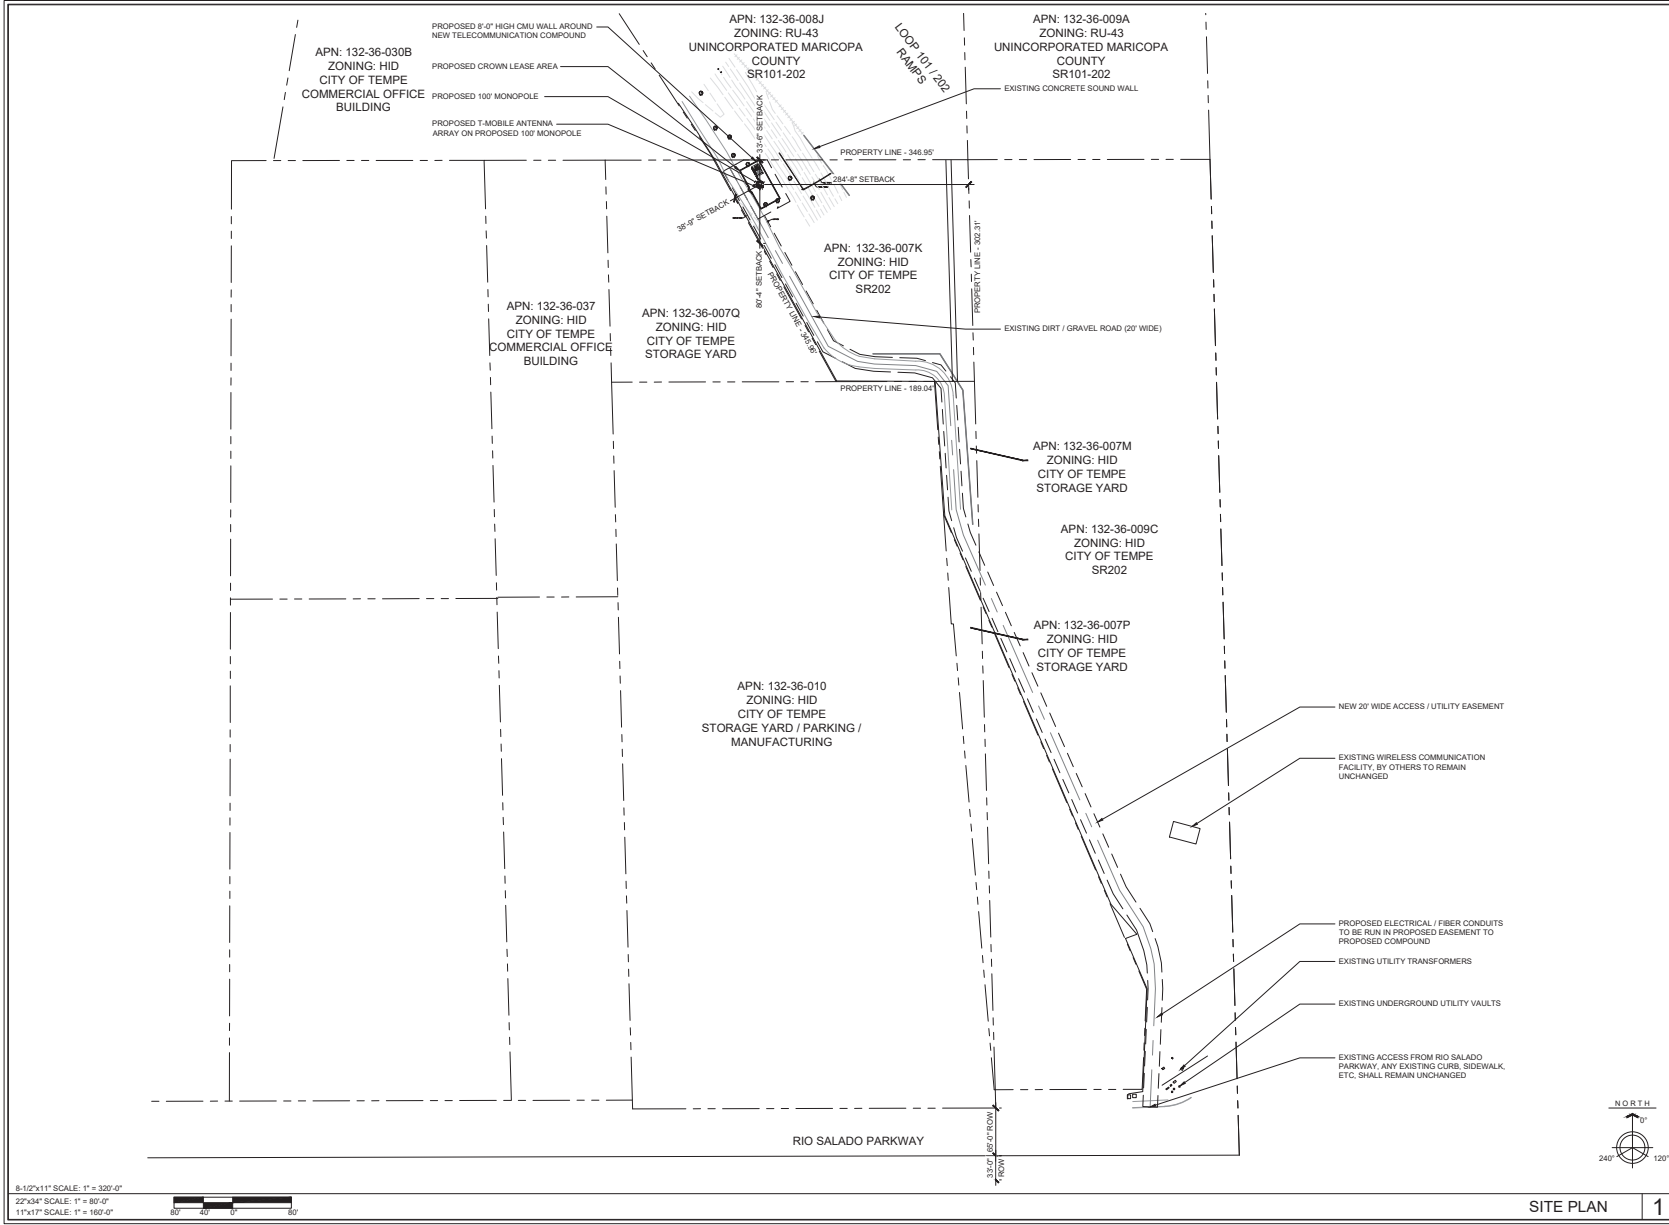 PROPOSED 8'-0" HIGH CMU WALL AROUND
NEW TELECOMMUNICATION COMPOUND
PROPOSED CROWN LEASE AREA
PROPOSED 100' MONOPOLE
PROPOSED T-MOBILE ANTENNA
ARRAY ON PROPOSED 100' MONOPOLE
APN: 132-36-030B
ZONING: HID
CITY OF TEMPE
COMMERCIAL OFFICE
BUILDING
APN: 132-36-008J
ZONING: RU-43
UNINCORPORATED MARICOPA
COUNTY
SR101-202
LOOP 101 / 202
RAMPS
APN: 132-36-009A
ZONING: RU-43
UNINCORPORATED MARICOPA
COUNTY
SR101-202
EXISTING CONCRETE SOUND WALL
33'-6" SETBACK
PROPERTY LINE - 346.95'
284'-8" SETBACK
38'-9" SETBACK
80'-4" SETBACK
PROPERTY LINE - 345.96'
PROPERTY LINE - 302.31'
APN: 132-36-007K
ZONING: HID
CITY OF TEMPE
SR202
APN: 132-36-037
ZONING: HID
CITY OF TEMPE
COMMERCIAL OFFICE
BUILDING
APN: 132-36-007Q
ZONING: HID
CITY OF TEMPE
STORAGE YARD
EXISTING DIRT / GRAVEL ROAD (20' WIDE)
PROPERTY LINE - 189.04'
APN: 132-36-007M
ZONING: HID
CITY OF TEMPE
STORAGE YARD
APN: 132-36-009C
ZONING: HID
CITY OF TEMPE
SR202
APN: 132-36-007P
ZONING: HID
CITY OF TEMPE
STORAGE YARD
APN: 132-36-010
ZONING: HID
CITY OF TEMPE
STORAGE YARD / PARKING /
MANUFACTURING
NEW 20' WIDE ACCESS / UTILITY EASEMENT
EXISTING WIRELESS COMMUNICATION
FACILITY, BY OTHERS TO REMAIN
UNCHANGED
PROPOSED ELECTRICAL / FIBER CONDUITS
TO BE RUN IN PROPOSED EASEMENT TO
PROPOSED COMPOUND
EXISTING UTILITY TRANSFORMERS
EXISTING UNDERGROUND UTILITY VAULTS
EXISTING ACCESS FROM RIO SALADO
PARKWAY, ANY EXISTING CURB, SIDEWALK,
ETC, SHALL REMAIN UNCHANGED
RIO SALADO PARKWAY
65'-0" ROW
33'-0"
ROW
NORTH
0°
240°
120°
8-1/2"x11" SCALE: 1" = 320'-0"
22"x34" SCALE: 1" = 80'-0"
11"x17" SCALE: 1" = 160'-0"
80' 40' 0' 80'
SITE PLAN 1